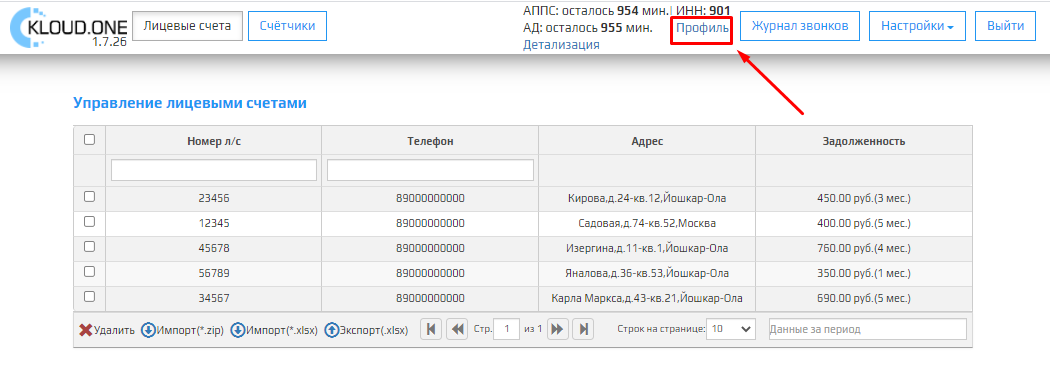 АППС: осталось 954 мин.| ИНН: 901
KLOUD.ONE Лицевые счета Счётчики АД: осталось 955 мин. Профиль Журнал звонков Настройки Выйти
1.7.26 Детализация
Управление лицевыми счетами
Номер л/с Телефон Адрес Задолженность
23456 89000000000 Кирова,д.24-кв.12,Йошкар-Ола 450.00 руб.(3 мес.)
12345 89000000000 Садовая,д.74-кв.52,Москва 400.00 руб.(5 мес.)
45678 89000000000 Изергина,д.11-кв.1,Йошкар-Ола 760.00 руб.(4 мес.)
56789 89000000000 Яналова,д.36-кв.53,Йошкар-Ола 350.00 руб.(1 мес.)
34567 89000000000 Карла Маркса,д.43-кв.21,Йошкар-Ола 690.00 руб.(5 мес.)
Удалить Импорт(*.zip) Импорт(*.xlsx) Экспорт(.xlsx) Стр. 1 из 1 Строк на странице: 10 Данные за период